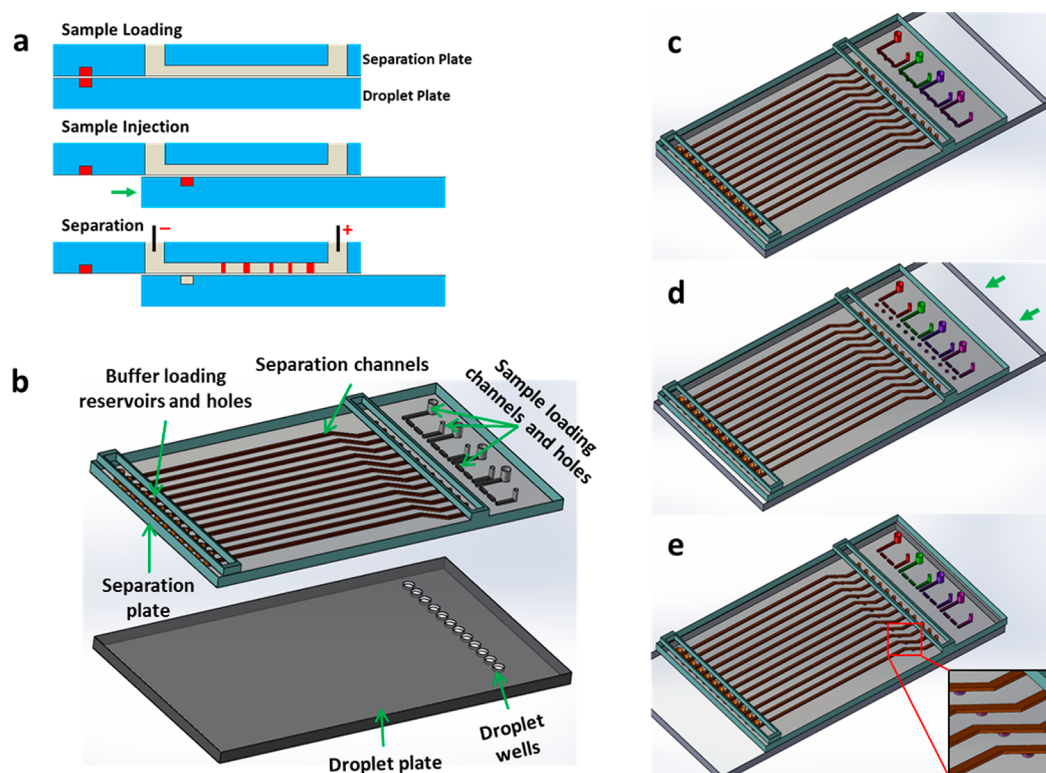 a
Sample Loading
Separation Plate
Droplet Plate
Sample Injection
Separation
−
+
b
Buffer loading
reservoirs and holes
Separation channels
Sample loading
channels and holes
Separation
plate
Droplet plate
Droplet
wells
c
d
e